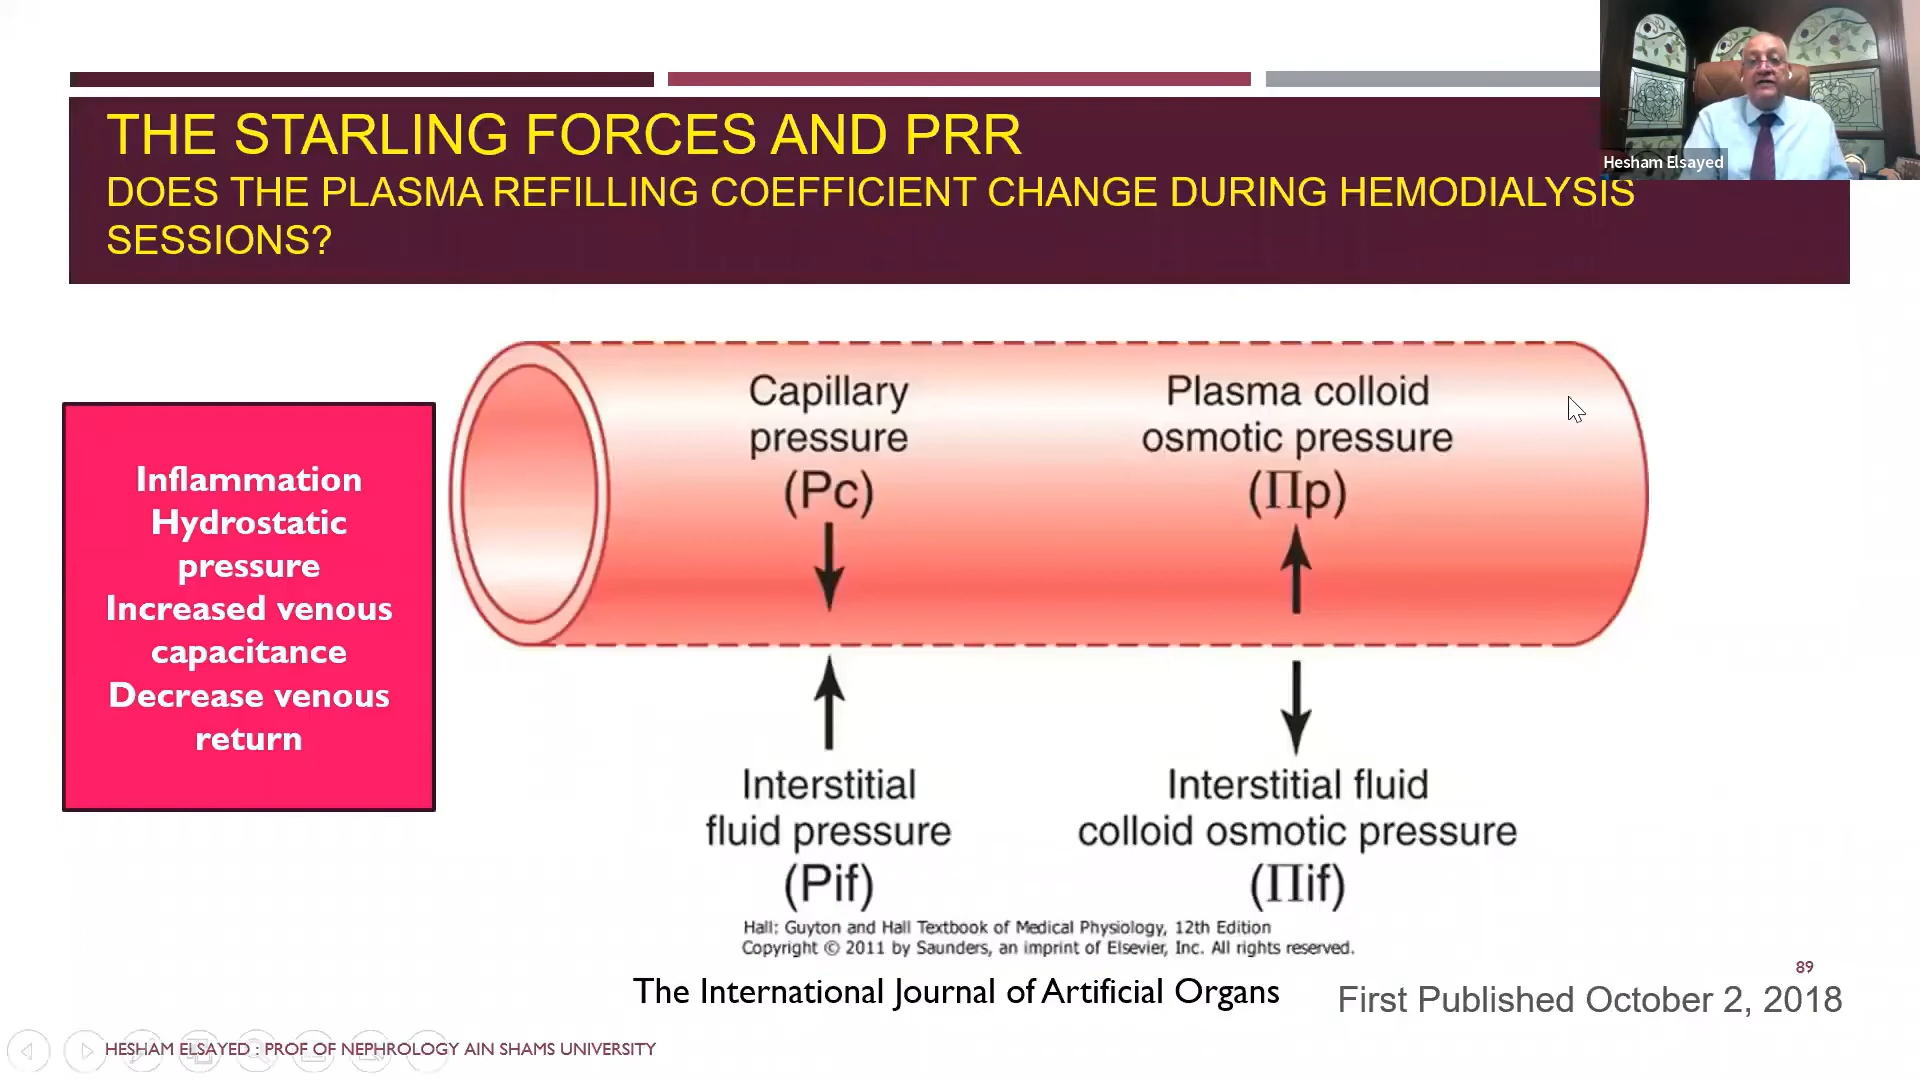 THE STARLING FORCES AND PRR
DOES THE PLASMA REFILLING COEFFICIENT CHANGE DURING HEMODIALYSIS
SESSIONS?
Hesham Elsayed
Inflammation
Hydrostatic
pressure
Increased venous
capacitance
Decrease venous
return
Capillary
pressure
(Pc)
Plasma colloid
osmotic pressure
(Πp)
Interstitial
fluid pressure
(Pif)
Interstitial fluid
colloid osmotic pressure
(Πif)
Hall: Guyton and Hall Textbook of Medical Physiology, 12th Edition
Copyright © 2011 by Saunders, an imprint of Elsevier, Inc. All rights reserved.
89
The International Journal of Artificial Organs
First Published October 2, 2018
HESHAM ELSAYED : PROF OF NEPHROLOGY AIN SHAMS UNIVERSITY